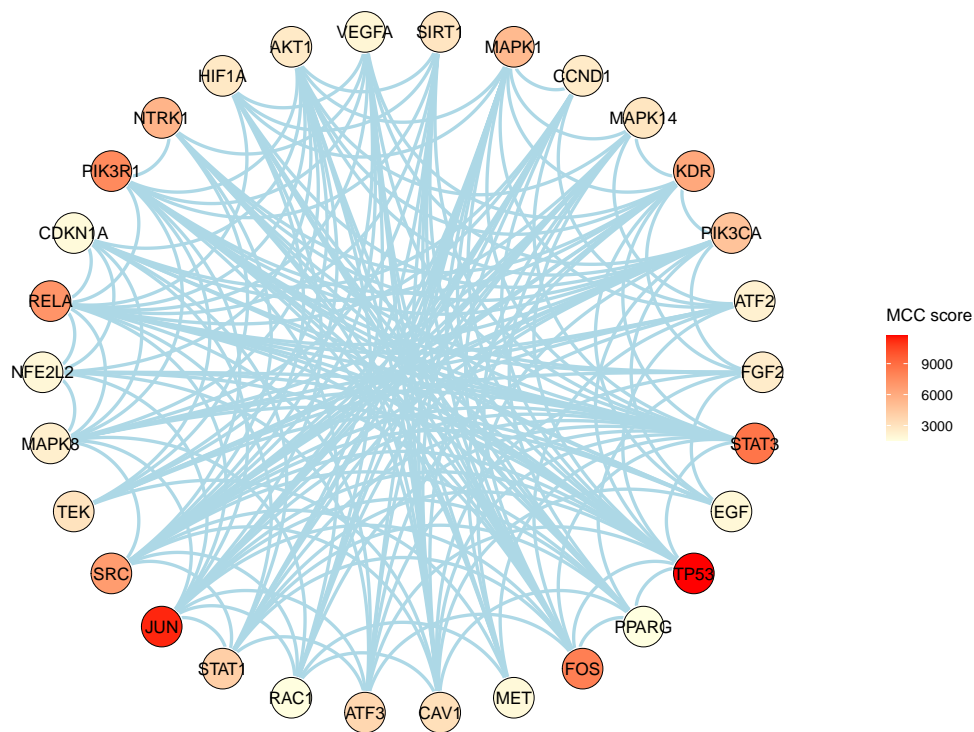 VEGFA
SIRT1
AKT1
MAPK1
HIF1A
CCND1
NTRK1
MAPK14
PIK3R1
KDR
CDKN1A
PIK3CA
RELA
ATF2
NFE2L2
FGF2
MAPK8
STAT3
TEK
EGF
SRC
TP53
JUN
PPARG
STAT1
FOS
RAC1
MET
ATF3
CAV1
MCC score
9000
6000
3000